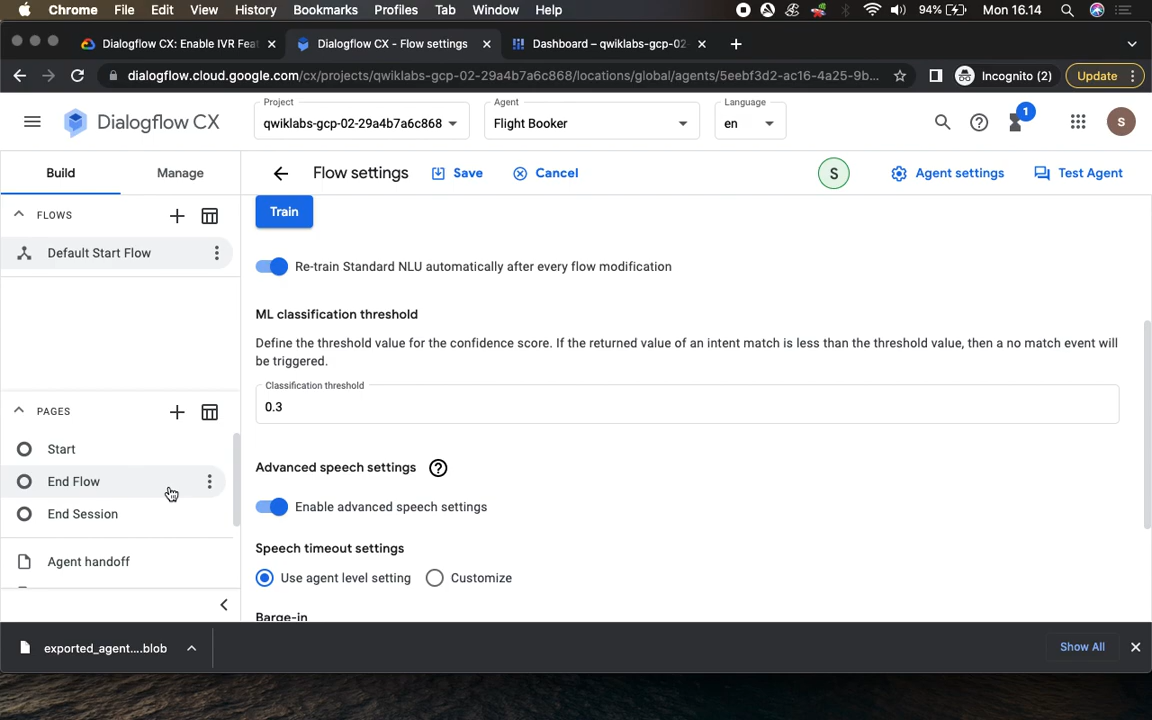 Chrome File Edit View History Bookmarks Profiles Tab Window Help 94% Mon 16.14
Dialogflow CX: Enable IVR Fea
Dialogflow CX - Flow settings
Dashboard – qwiklabs-gcp-02-
dialogflow.cloud.google.com/cx/projects/qwiklabs-gcp-02-29a4b7a6c868/locations/global/agents/5eebf3d2-ac16-4a25-9b... Incognito (2) Update
Dialogflow CX
Project
qwiklabs-gcp-02-29a4b7a6c868
Agent
Flight Booker
Language
en
1
S
Build Manage
Flow settings Save Cancel S Agent settings Test Agent
FLOWS
Default Start Flow
PAGES
Start
End Flow
End Session
Agent handoff
Train
Re-train Standard NLU automatically after every flow modification
ML classification threshold
Define the threshold value for the confidence score. If the returned value of an intent match is less than the threshold value, then a no match event will
be triggered.
Classification threshold
0.3
Advanced speech settings
Enable advanced speech settings
Speech timeout settings
Use agent level setting Customize
Barge-in
exported_agent....blob Show All